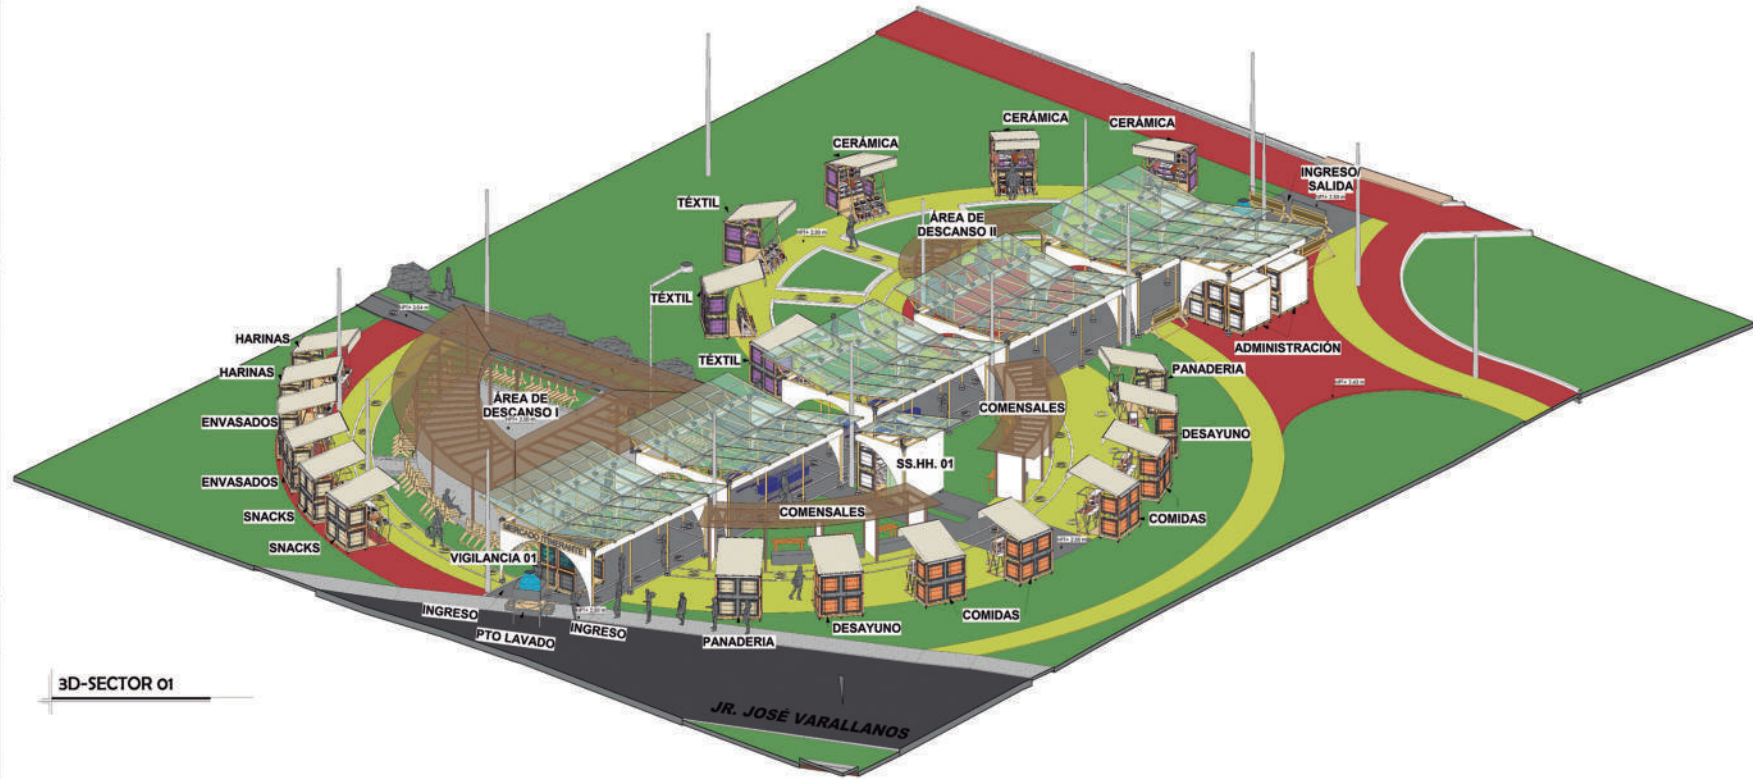 CERÁMICA
CERÁMICA
CERÁMICA
INGRESO/
SALIDA
TÉXTIL
ÁREA DE
DESCANSO II
TÉXTIL
HARINAS
TÉXTIL
ADMINISTRACIÓN
HARINAS
PANADERIA
ÁREA DE
DESCANSO I
COMENSALES
ENVASADOS
DESAYUNO
SS.HH. 01
ENVASADOS
COMENSALES
SNACKS
COMIDAS
SNACKS
VIGILANCIA 01
INGRESO
PTO LAVADO
INGRESO
PANADERIA
DESAYUNO
COMIDAS
3D-SECTOR 01
JR. JOSÉ VARALLANOS